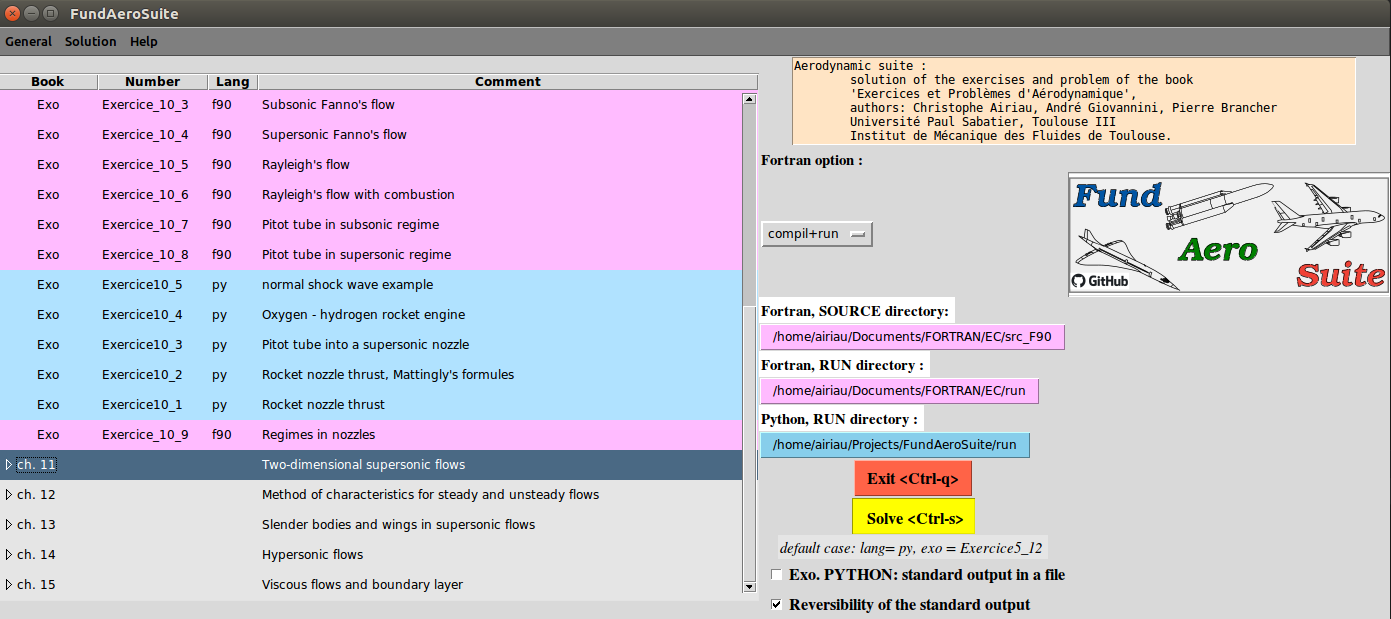 FundAeroSuite
General Solution Help
Book Number Lang Comment
Exo Exercice_10_3 f90 Subsonic Fanno's flow
Exo Exercice_10_4 f90 Supersonic Fanno's flow
Exo Exercice_10_5 f90 Rayleigh's flow
Exo Exercice_10_6 f90 Rayleigh's flow with combustion
Exo Exercice_10_7 f90 Pitot tube in subsonic regime
Exo Exercice_10_8 f90 Pitot tube in supersonic regime
Exo Exercice10_5 py normal shock wave example
Exo Exercice10_4 py Oxygen - hydrogen rocket engine
Exo Exercice10_3 py Pitot tube into a supersonic nozzle
Exo Exercice10_2 py Rocket nozzle thrust, Mattingly's formules
Exo Exercice10_1 py Rocket nozzle thrust
Exo Exercice_10_9 f90 Regimes in nozzles
ch. 11 Two-dimensional supersonic flows
ch. 12 Method of characteristics for steady and unsteady flows
ch. 13 Slender bodies and wings in supersonic flows
ch. 14 Hypersonic flows
ch. 15 Viscous flows and boundary layer
Aerodynamic suite :
solution of the exercises and problem of the book
'Exercices et Problèmes d'Aérodynamique',
authors: Christophe Airiau, André Giovannini, Pierre Brancher
Université Paul Sabatier, Toulouse III
Institut de Mécanique des Fluides de Toulouse.
Fortran option :
compil+run
Fund
Aero
Suite
GitHub
Fortran, SOURCE directory:
/home/airiau/Documents/FORTRAN/EC/src_F90
Fortran, RUN directory :
/home/airiau/Documents/FORTRAN/EC/run
Python, RUN directory :
/home/airiau/Projects/FundAeroSuite/run
Exit <Ctrl-q>
Solve <Ctrl-s>
default case: lang= py, exo = Exercice5_12
Exo. PYTHON: standard output in a file
Reversibility of the standard output